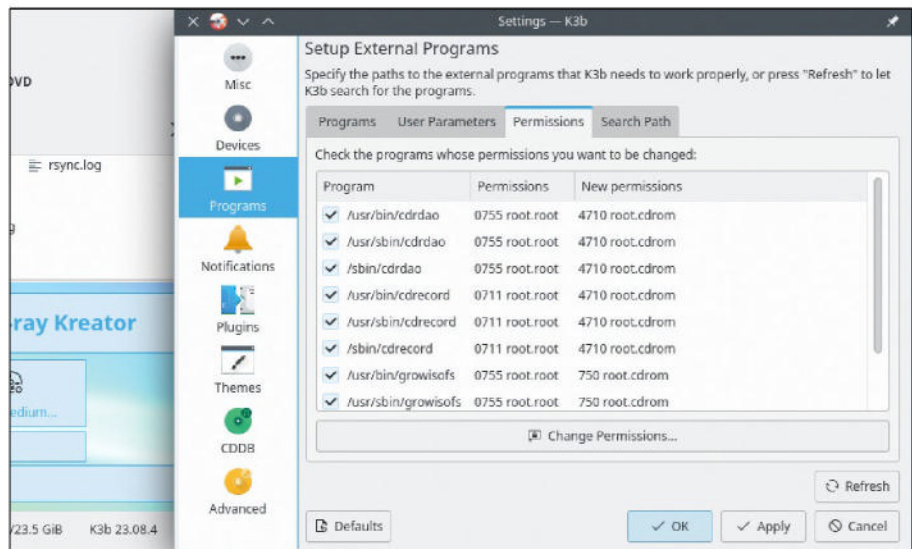 Settings — K3b
Setup External Programs
Specify the paths to the external programs that K3b needs to work properly, or press "Refresh" to let
K3b search for the programs.
Misc
Devices
Programs
Notifications
Plugins
Themes
CDDB
Advanced
Programs User Parameters Permissions Search Path
Check the programs whose permissions you want to be changed:
Program Permissions New permissions
/usr/bin/cdrdao 0755 root.root 4710 root.cdrom
/usr/sbin/cdrdao 0755 root.root 4710 root.cdrom
/sbin/cdrdao 0755 root.root 4710 root.cdrom
/usr/bin/cdrecord 0711 root.root 4710 root.cdrom
/usr/sbin/cdrecord 0711 root.root 4710 root.cdrom
/sbin/cdrecord 0711 root.root 4710 root.cdrom
/usr/bin/growisofs 0755 root.root 750 root.cdrom
/usr/sbin/growisofs 0755 root.root 750 root.cdrom
Change Permissions...
Refresh
Defaults OK Apply Cancel
OVD
rsync.log
-ray Kreator
edium...
/23.5 GiB K3b 23.08.4